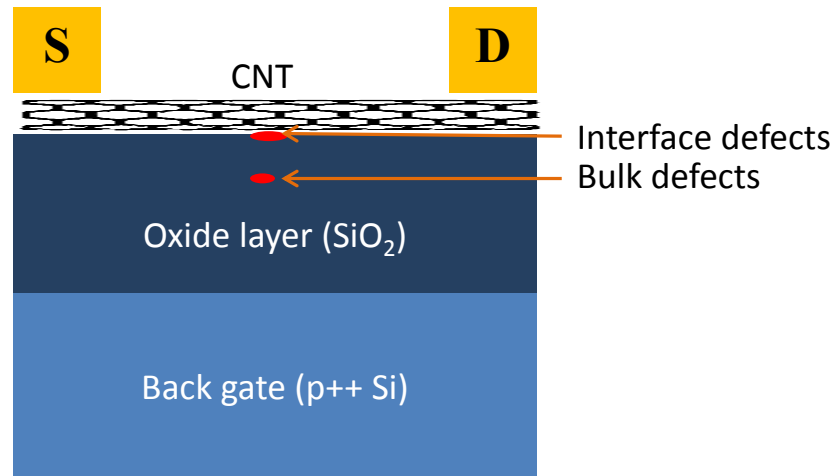 S
D
CNT
Interface defects
Bulk defects
Oxide layer (SiO₂)
Back gate (p++ Si)